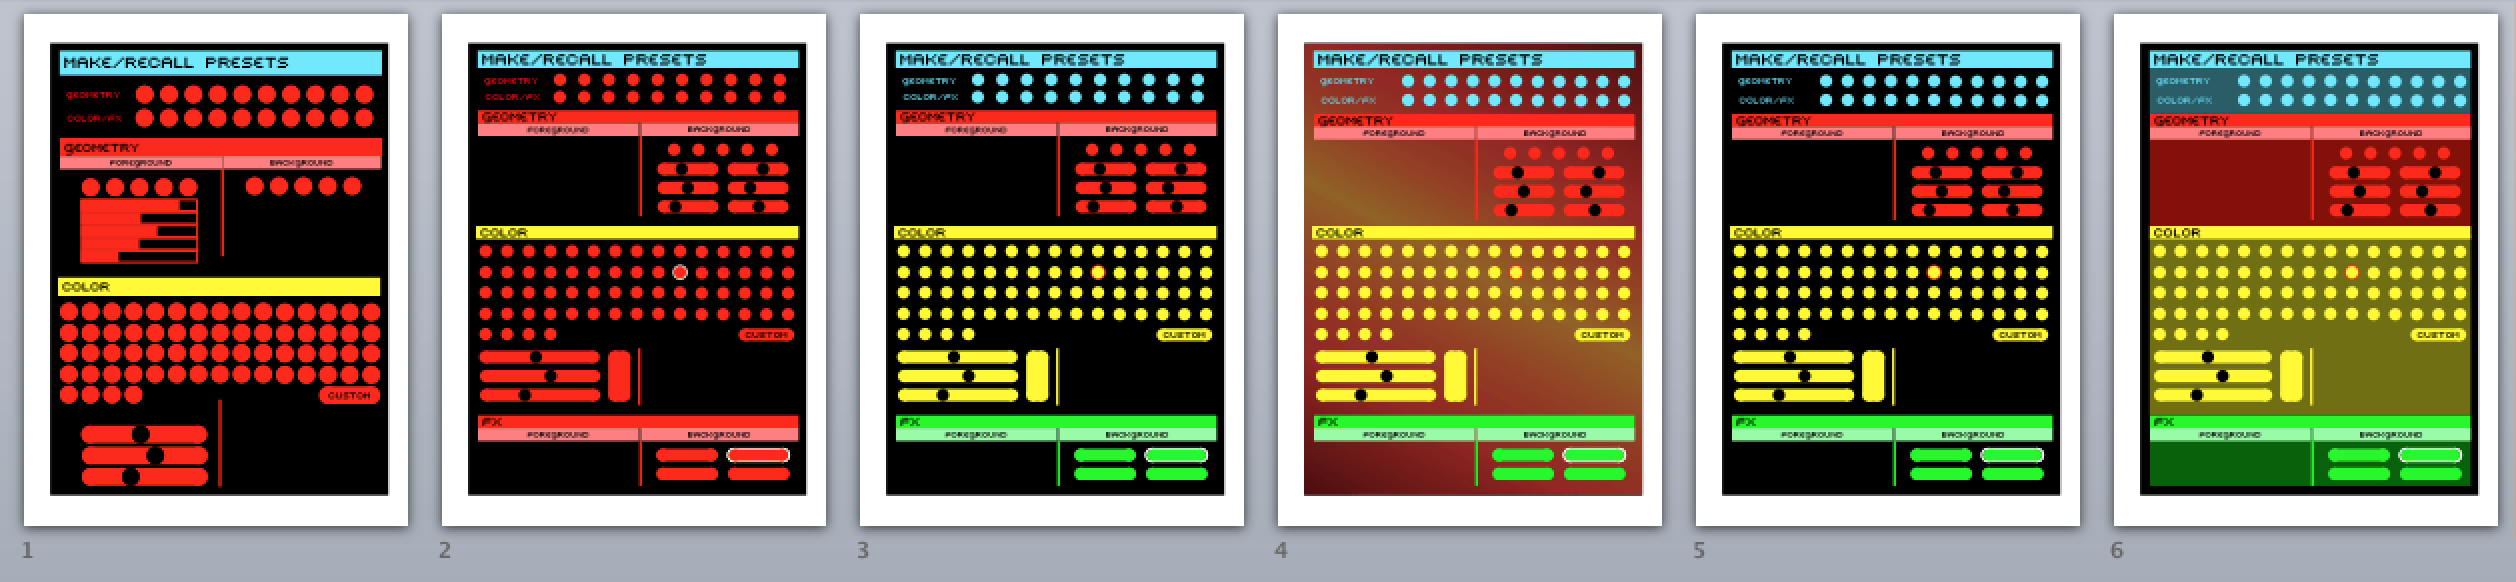 MAKE/RECALL PRESETS
GEOMETRY
COLOR/FX
GEOMETRY
FOREGROUND BACKGROUND
COLOR
CUSTOM
1
MAKE/RECALL PRESETS
GEOMETRY
COLOR/FX
GEOMETRY
FOREGROUND BACKGROUND
COLOR
CUSTOM
FX
FOREGROUND BACKGROUND
2
MAKE/RECALL PRESETS
GEOMETRY
COLOR/FX
GEOMETRY
FOREGROUND BACKGROUND
COLOR
CUSTOM
FX
FOREGROUND BACKGROUND
3
MAKE/RECALL PRESETS
GEOMETRY
COLOR/FX
GEOMETRY
FOREGROUND BACKGROUND
COLOR
CUSTOM
FX
FOREGROUND BACKGROUND
4
MAKE/RECALL PRESETS
GEOMETRY
COLOR/FX
GEOMETRY
FOREGROUND BACKGROUND
COLOR
CUSTOM
FX
FOREGROUND BACKGROUND
5
MAKE/RECALL PRESETS
GEOMETRY
COLOR/FX
GEOMETRY
FOREGROUND BACKGROUND
COLOR
CUSTOM
FX
FOREGROUND BACKGROUND
6